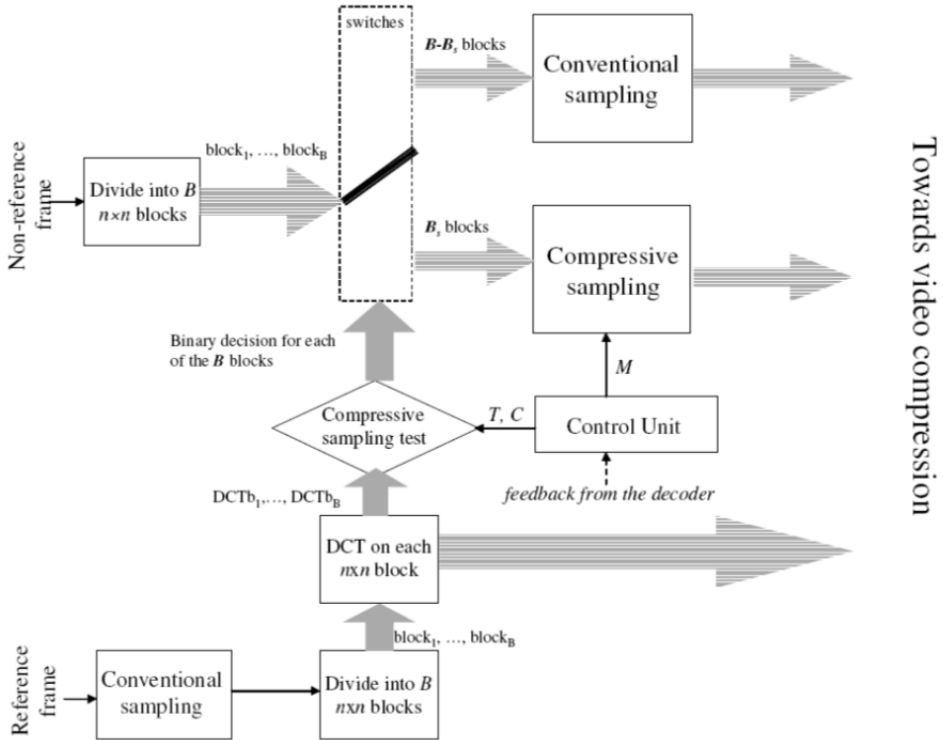 switches
B-Bs blocks
Conventional
sampling
block1, ..., blockB
Non-reference
frame
Divide into B
n×n blocks
Bs blocks
Compressive
sampling
Towards video compression
Binary decision for each
of the B blocks
M
Compressive
sampling test
T, C
Control Unit
DCTb1,..., DCTbB
feedback from the decoder
DCT on each
nxn block
block1, ..., blockB
Reference
frame
Conventional
sampling
Divide into B
nxn blocks